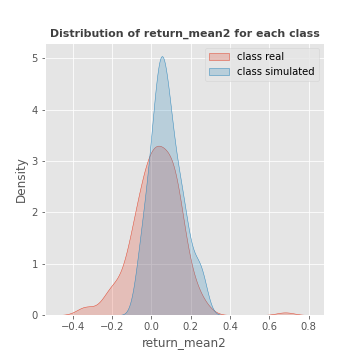 Distribution of return_mean2 for each class
class real
class simulated
Density
5
4
3
2
1
0
−0.4 −0.2 0.0 0.2 0.4 0.6 0.8
return_mean2